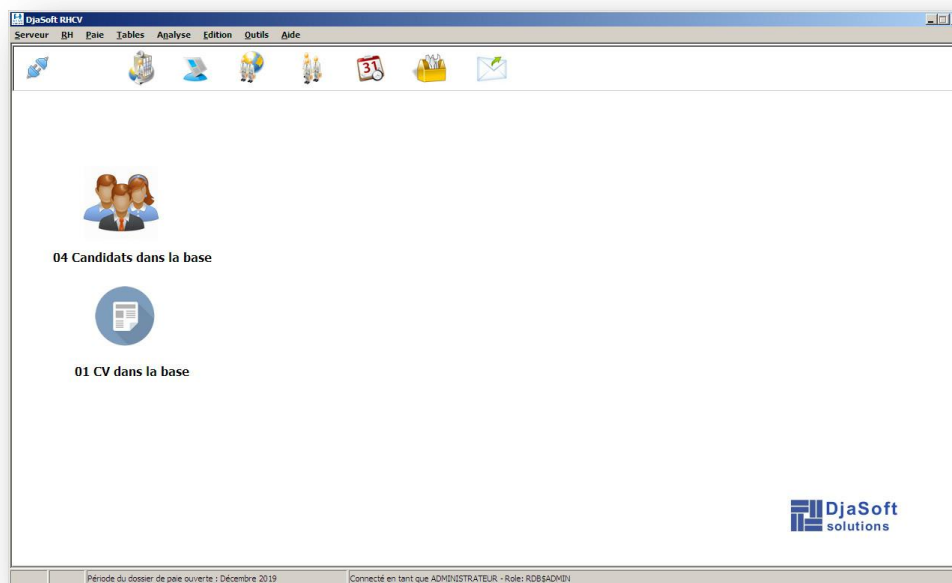 DjaSoft RHCV
Serveur RH Paie Tables Analyse Edition Outils Aide
31
04 Candidats dans la base
01 CV dans la base
DjaSoft
solutions
Période du dossier de paie ouverte : Décembre 2019 Connecté en tant que ADMINISTRATEUR - Role: RDB$ADMIN